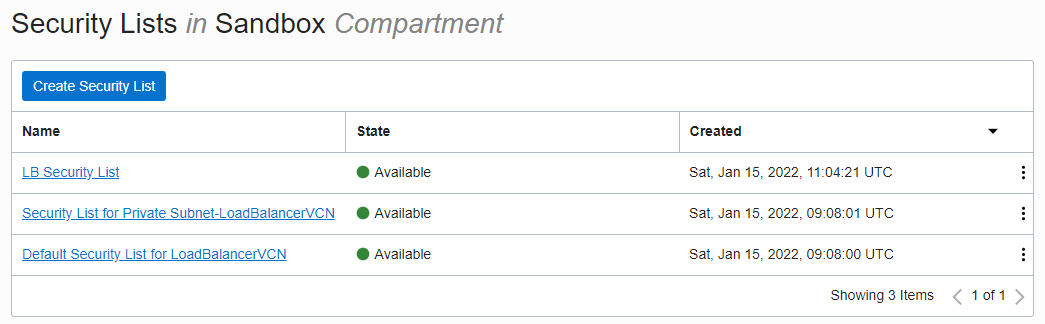 Security Lists in Sandbox Compartment
Create Security List
Name State Created
LB Security List Available Sat, Jan 15, 2022, 11:04:21 UTC
Security List for Private Subnet-LoadBalancerVCN Available Sat, Jan 15, 2022, 09:08:01 UTC
Default Security List for LoadBalancerVCN Available Sat, Jan 15, 2022, 09:08:00 UTC
Showing 3 Items 1 of 1